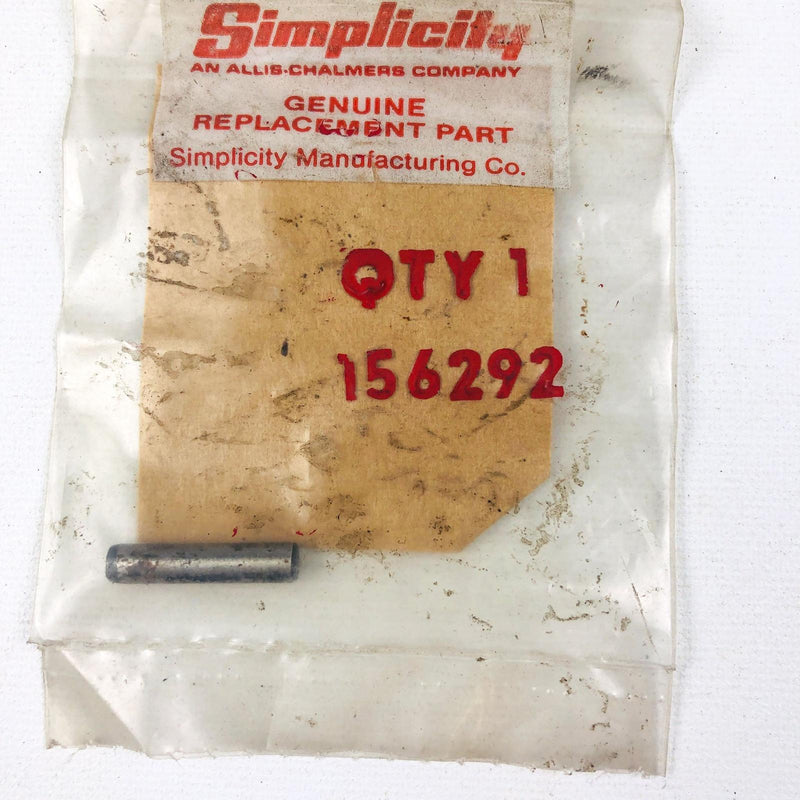 Simplicity
AN ALLIS-CHALMERS COMPANY
GENUINE
REPLACEMENT PART
Simplicity Manufacturing Co.
QTY 1
156292